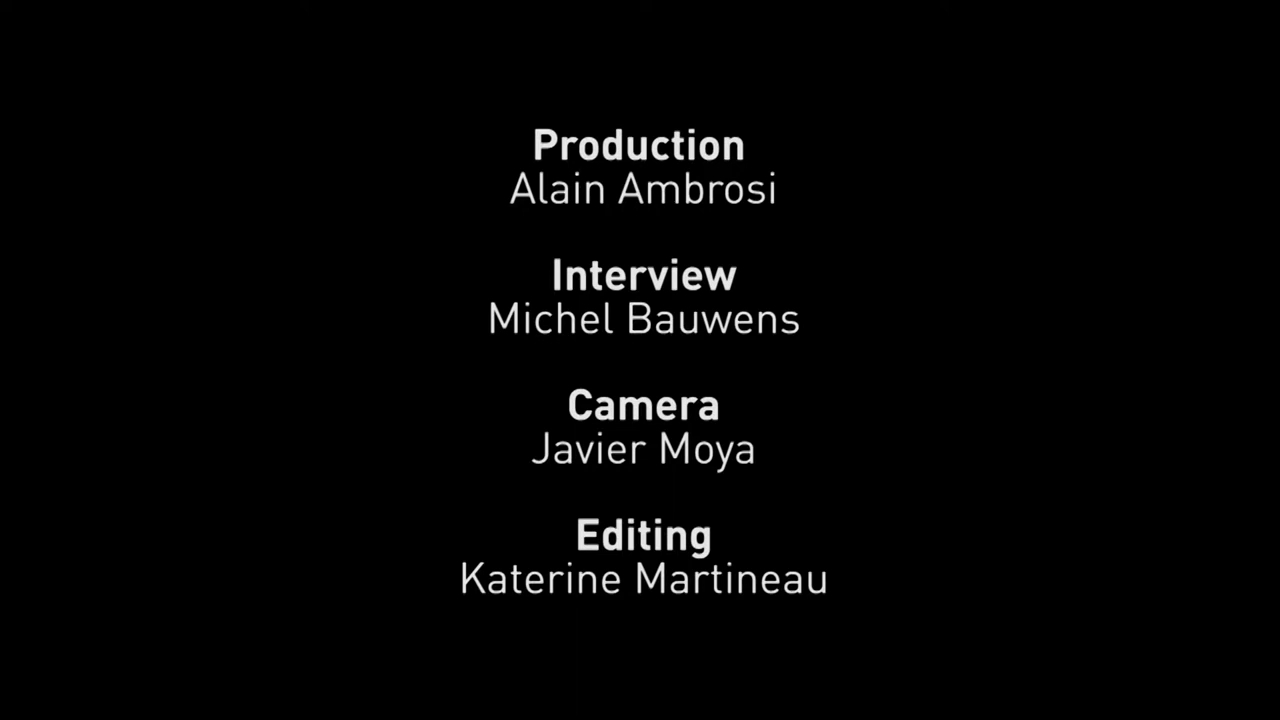 Production
Alain Ambrosi
Interview
Michel Bauwens
Camera
Javier Moya
Editing
Katerine Martineau